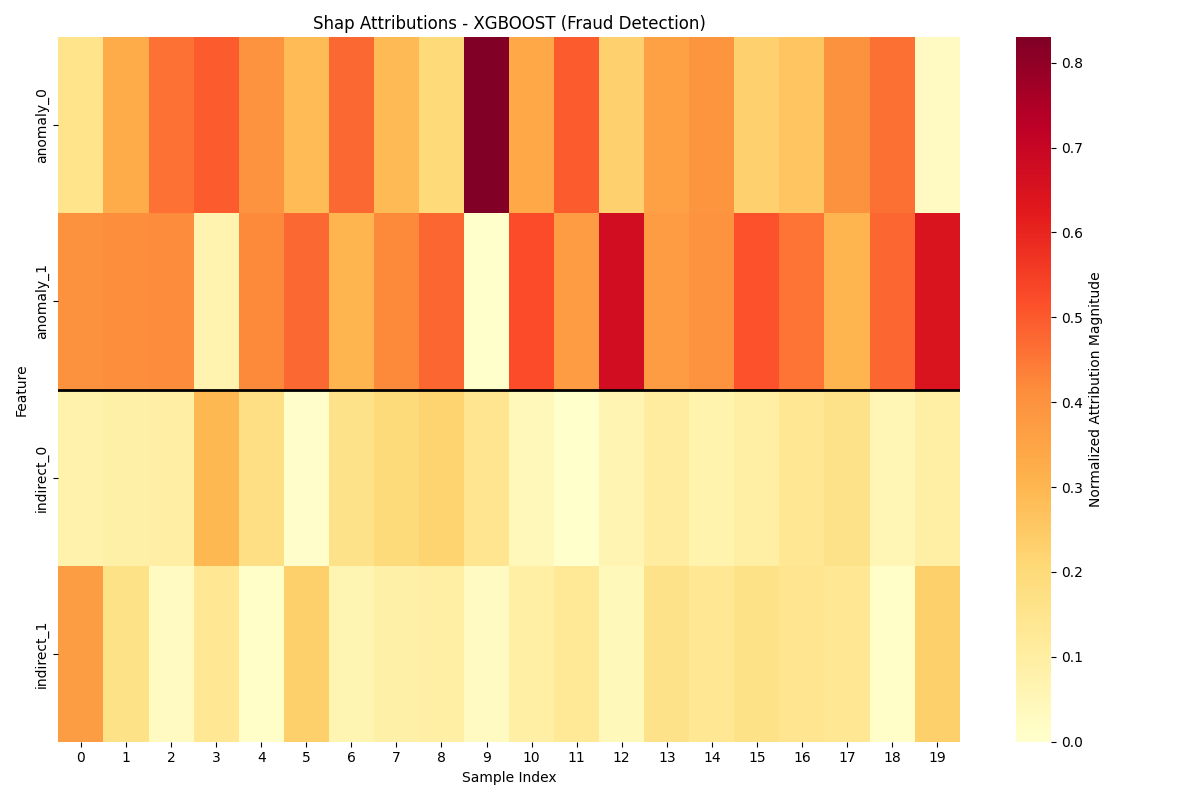 Shap Attributions - XGBOOST (Fraud Detection)
Feature
anomaly_0
anomaly_1
indirect_0
indirect_1
0 1 2 3 4 5 6 7 8 9 10 11 12 13 14 15 16 17 18 19
Sample Index
0.8
0.7
0.6
0.5
0.4
0.3
0.2
0.1
0.0
Normalized Attribution Magnitude